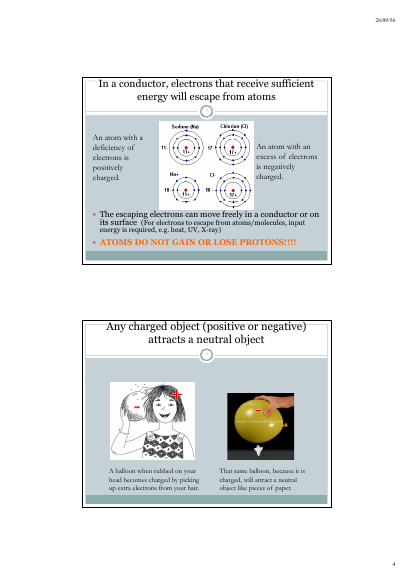 26/09/56
In a conductor, electrons that receive sufficient
energy will escape from atoms
An atom with a
deficiency of
electrons is
positively
charged.
Sodium (Na)
Chlorine (Cl)
11-
11+
17-
17+
Na+
Cl-
10-
11+
18-
17+
An atom with an
excess of electrons
is negatively
charged.
• The escaping electrons can move freely in a conductor or on
its surface (For electrons to escape from atoms/molecules, input
energy is required, e.g. heat, UV, X-ray)
• ATOMS DO NOT GAIN OR LOSE PROTONS!!!!
Any charged object (positive or negative)
attracts a neutral object
A balloon when rubbed on your
head becomes charged by picking
up extra electrons from your hair.
That same balloon, because it is
charged, will attract a neutral
object like pieces of paper.
4